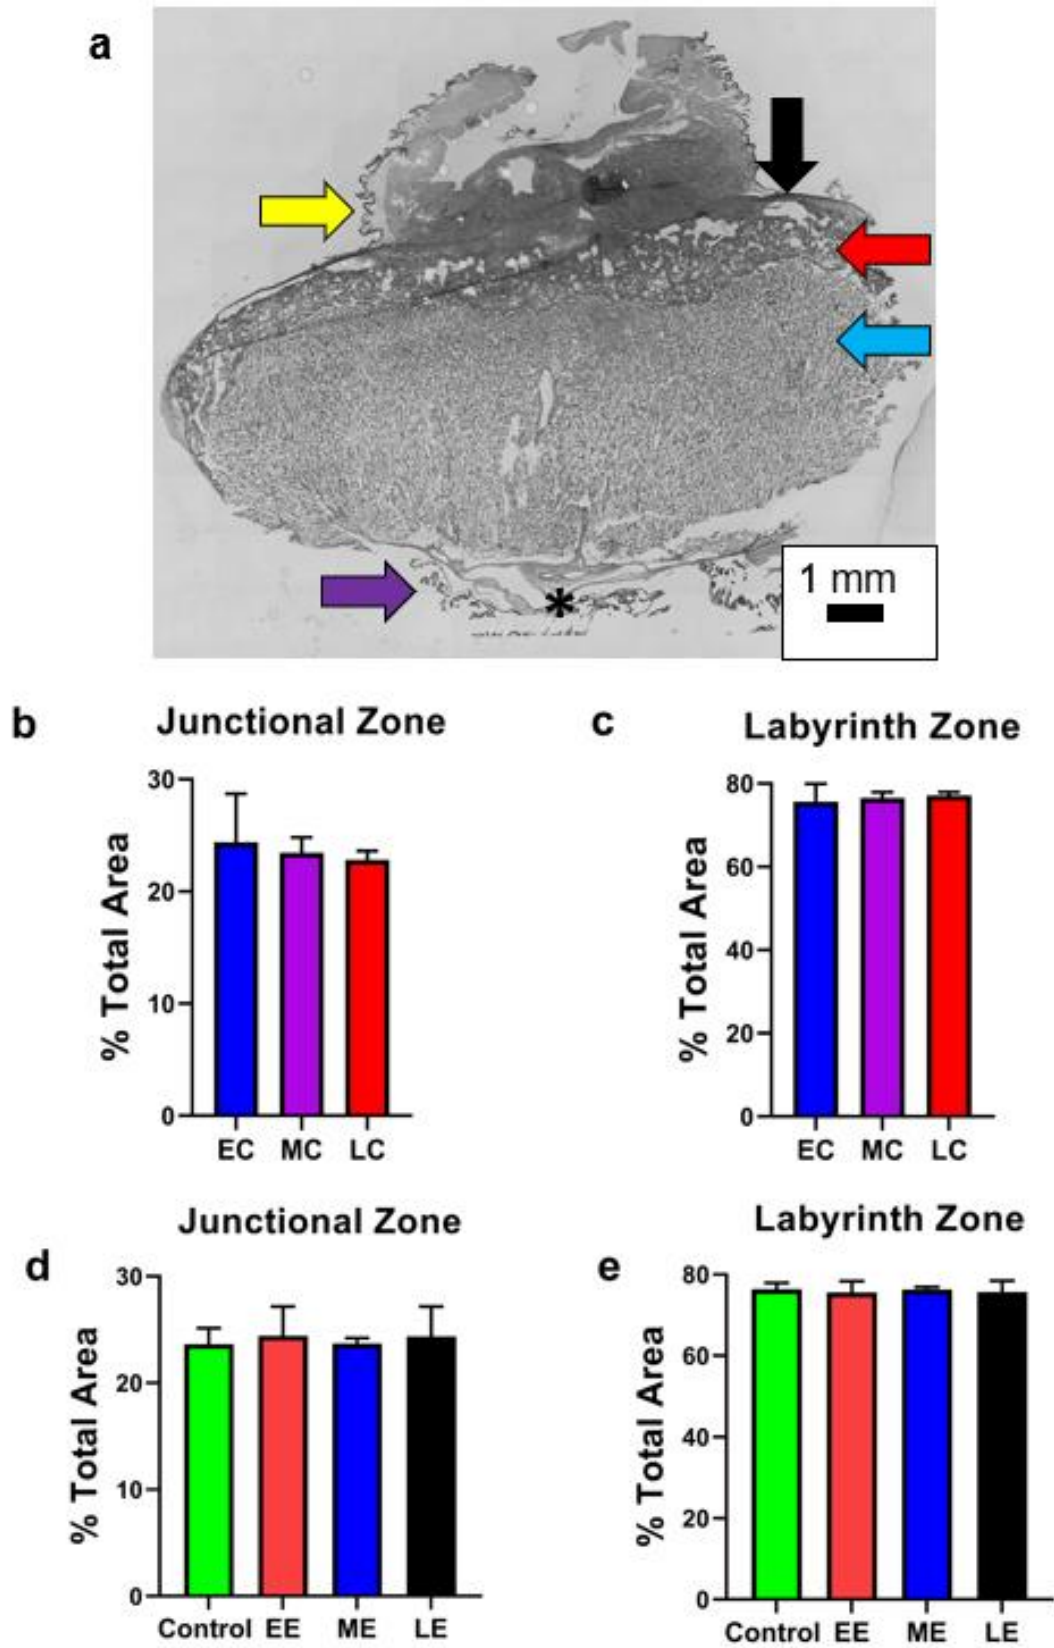 a
*
1 mm
b
Junctional Zone
% Total Area
30
20
10
0
EC MC LC
c
Labyrinth Zone
% Total Area
80
60
40
20
0
EC MC LC
d
Junctional Zone
% Total Area
30
20
10
0
Control EE ME LE
e
Labyrinth Zone
% Total Area
80
60
40
20
0
Control EE ME LE